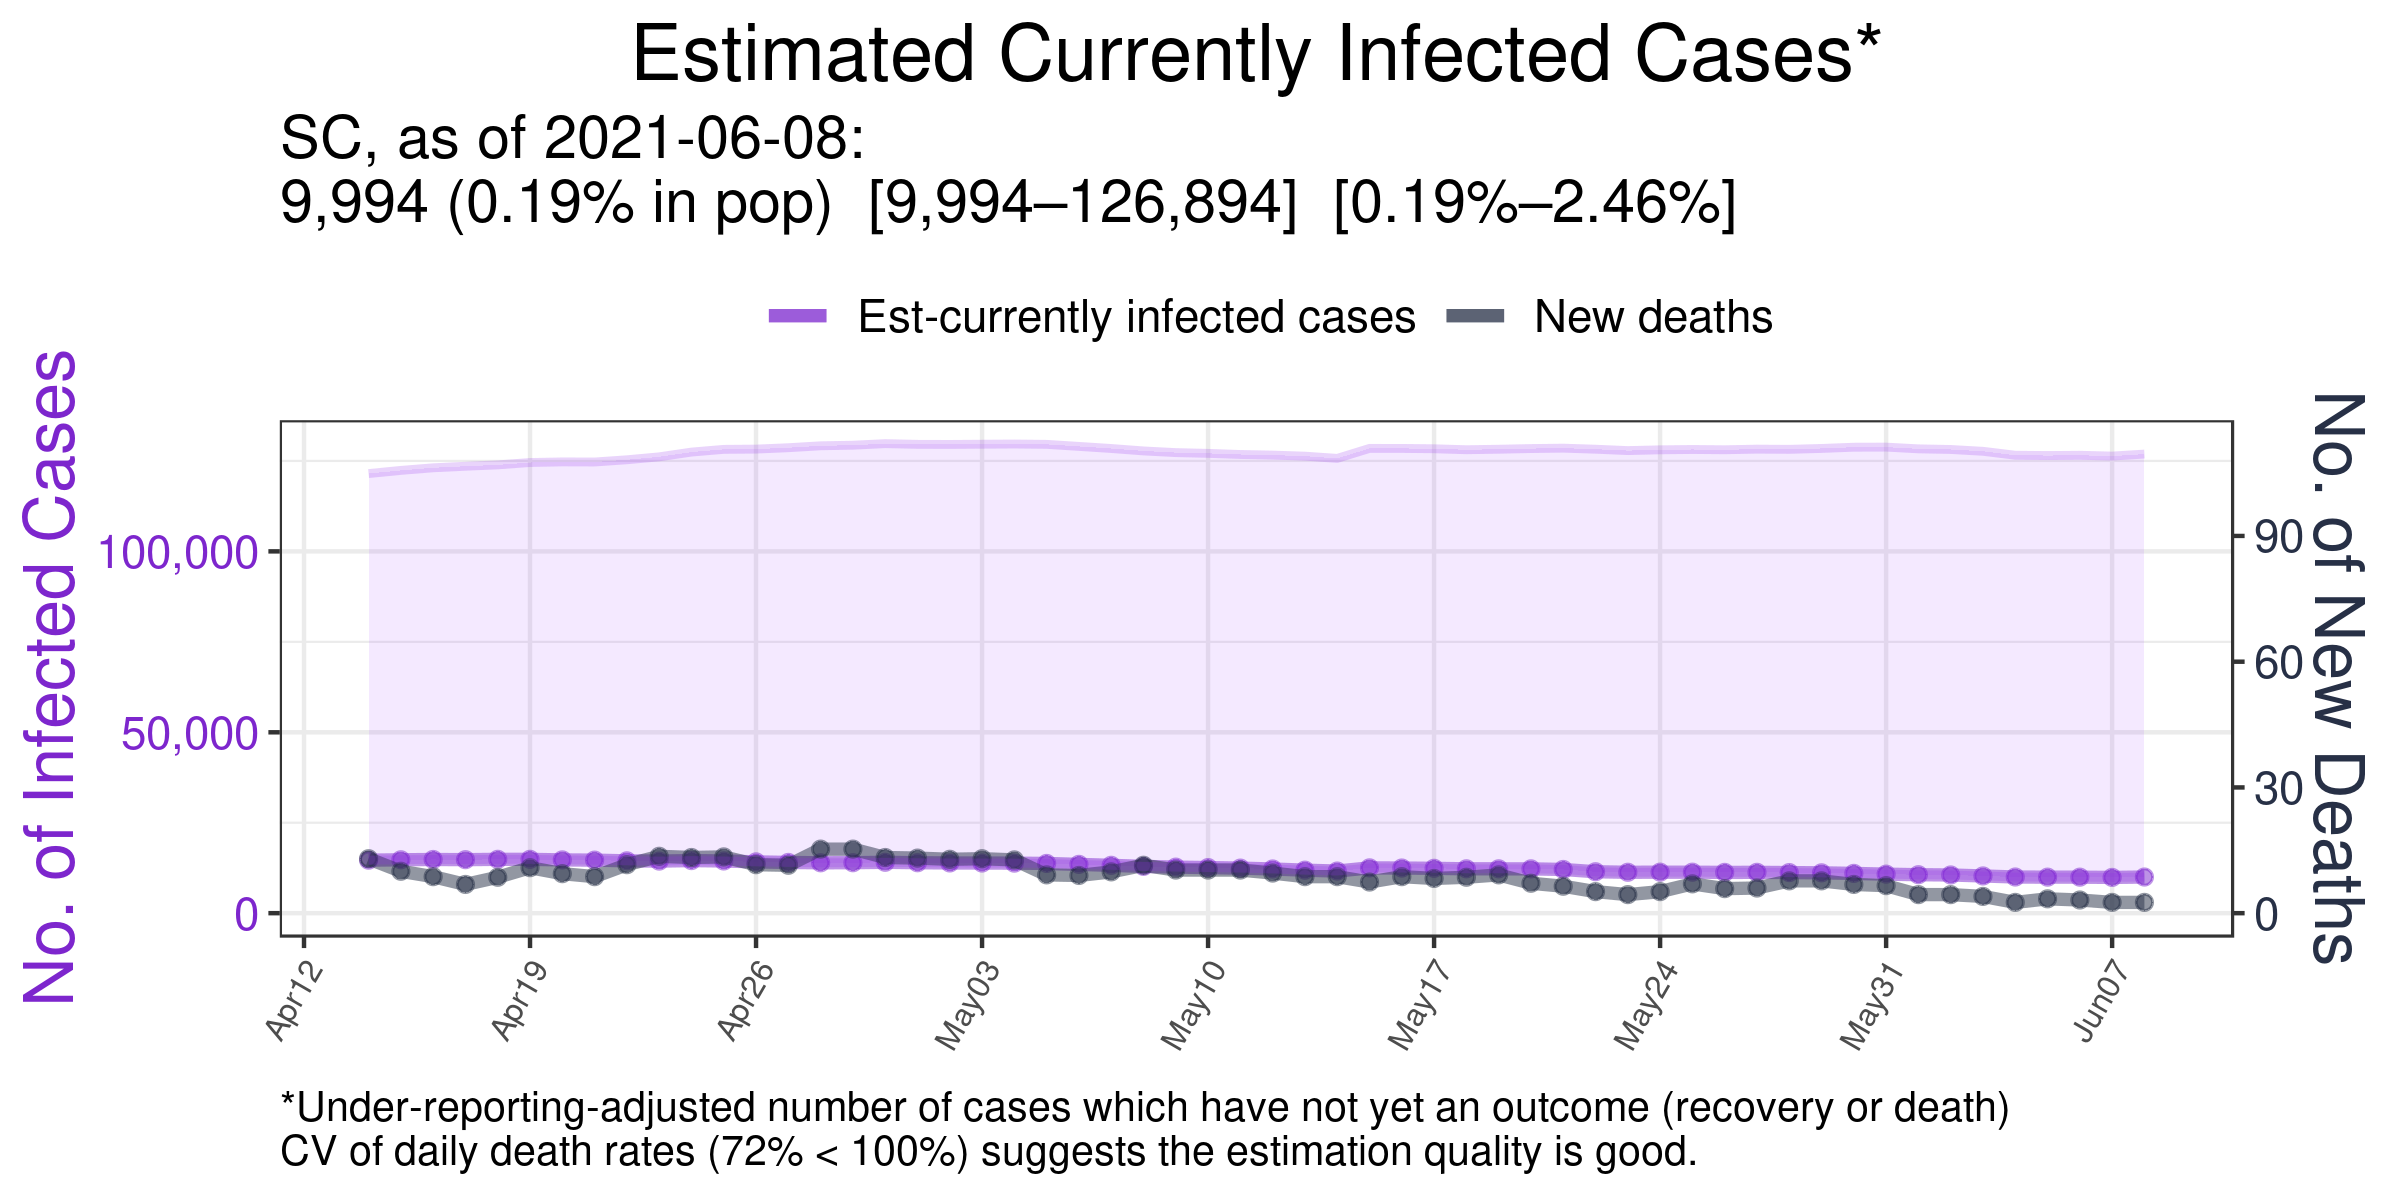 Estimated Currently Infected Cases*
SC, as of 2021-06-08:
9,994 (0.19% in pop)  [9,994–126,894]  [0.19%–2.46%]
Est-currently infected cases
New deaths
No. of Infected Cases
100,000
50,000
0
No. of New Deaths
90
60
30
0
Apr12
Apr19
Apr26
May03
May10
May17
May24
May31
Jun07
*Under-reporting-adjusted number of cases which have not yet an outcome (recovery or death)
CV of daily death rates (72% < 100%) suggests the estimation quality is good.